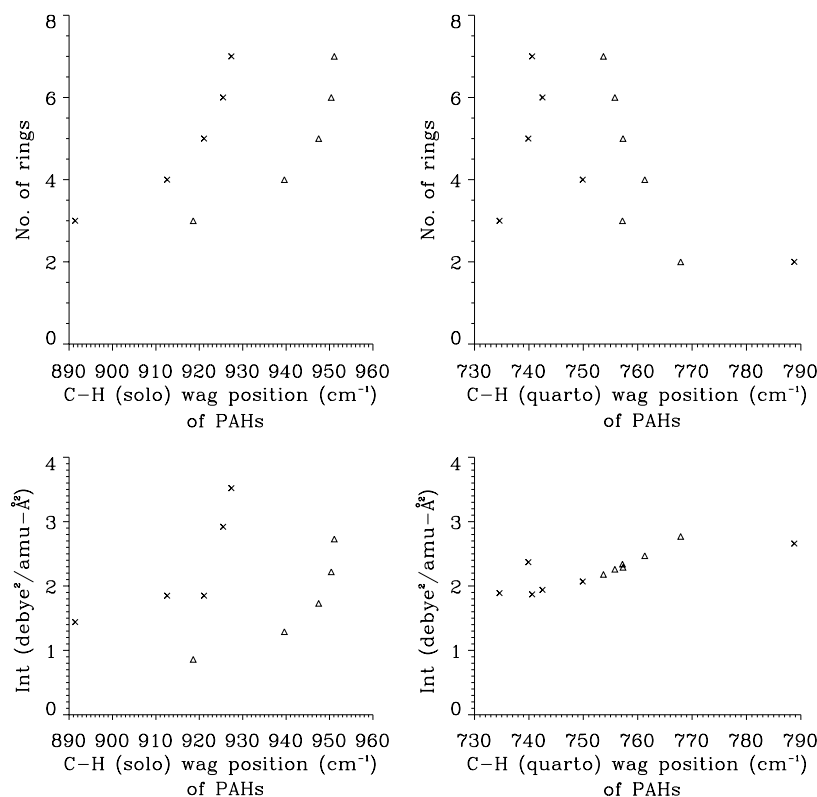 No. of rings
8
6
4
2
0
890 900 910 920 930 940 950 960
C-H (solo) wag position (cm⁻¹)
of PAHs
No. of rings
8
6
4
2
0
730 740 750 760 770 780 790
C-H (quarto) wag position (cm⁻¹)
of PAHs
Int (debye²/amu-Å²)
4
3
2
1
0
890 900 910 920 930 940 950 960
C-H (solo) wag position (cm⁻¹)
of PAHs
Int (debye²/amu-Å²)
4
3
2
1
0
730 740 750 760 770 780 790
C-H (quarto) wag position (cm⁻¹)
of PAHs